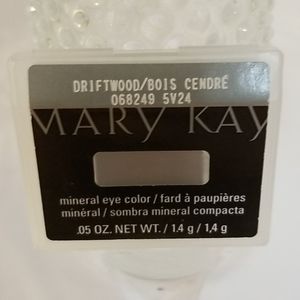 DRIFTWOOD/BOIS CENDRÉ
068249 5V24
MARY KAY
mineral eye color / fard à paupières
minéral / sombra mineral compacta
.05 OZ. NET WT. / 1.4 g / 1,4 g